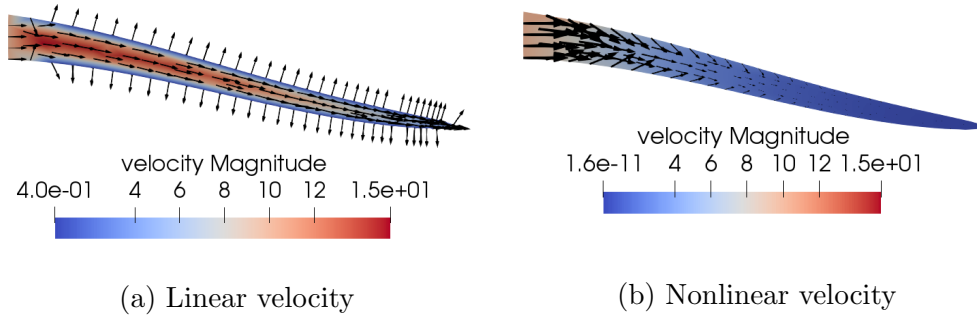 velocity Magnitude
4.0e-01 4 6 8 10 12 1.5e+01
velocity Magnitude
1.6e-11 4 6 8 10 12 1.5e+01
(a) Linear velocity
(b) Nonlinear velocity